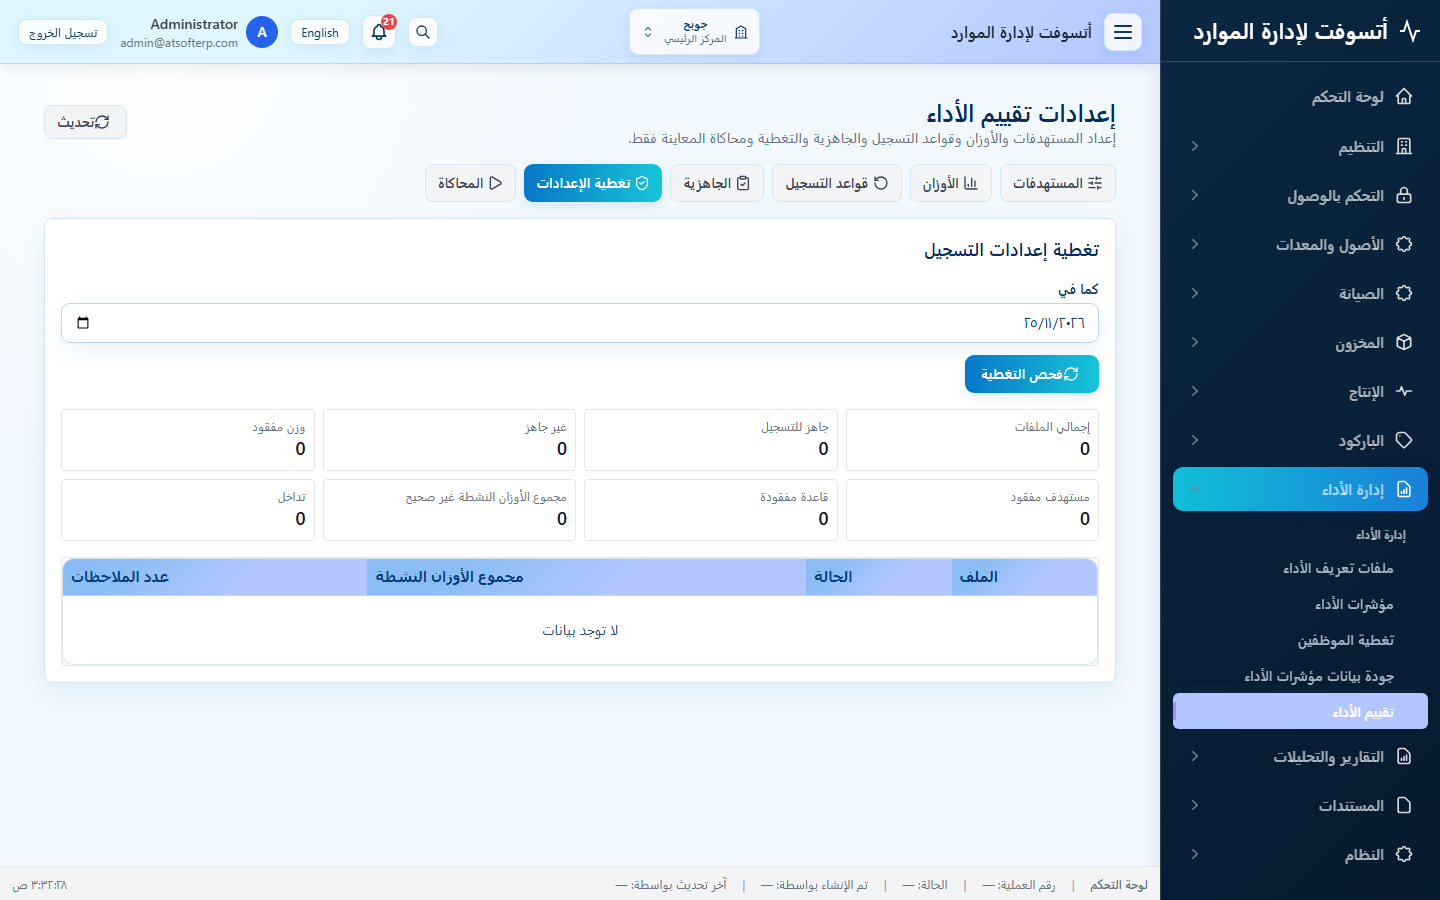 أتسوفت لإدارة الموارد
لوحة التحكم
التنظيم
التحكم بالوصول
الأصول والمعدات
الصيانة
المخزون
الإنتاج
الباركود
إدارة الأداء
إدارة الأداء
ملفات تعريف الأداء
مؤشرات الأداء
تغطية الموظفين
جودة بيانات مؤشرات الأداء
تقييم الأداء
التقارير والتحليلات
المستندات
النظام
أتسوفت لإدارة الموارد
جوبج
المركز الرئيسي
21
English
A
Administrator
admin@atsofterp.com
تسجيل الخروج
إعدادات تقييم الأداء
إعداد المستهدفات والأوزان وقواعد التسجيل والجاهزية والتغطية ومحاكاة المعاينة فقط.
تحديث
المستهدفات
الأوزان
قواعد التسجيل
الجاهزية
تغطية الإعدادات
المحاكاة
تغطية إعدادات التسجيل
كما في
٢٥/١١/٢٠٢٦
فحص التغطية
إجمالي الملفات
0
جاهز للتسجيل
0
غير جاهز
0
وزن مفقود
0
مستهدف مفقود
0
قاعدة مفقودة
0
مجموع الأوزان النشطة غير صحيح
0
تداخل
0
الملف الحالة مجموع الأوزان النشطة عدد الملاحظات
لا توجد بيانات
لوحة التحكم | رقم العملية: — | الحالة: — | تم الإنشاء بواسطة: — | آخر تحديث بواسطة: —
٣:٣٢:٢٨ ص